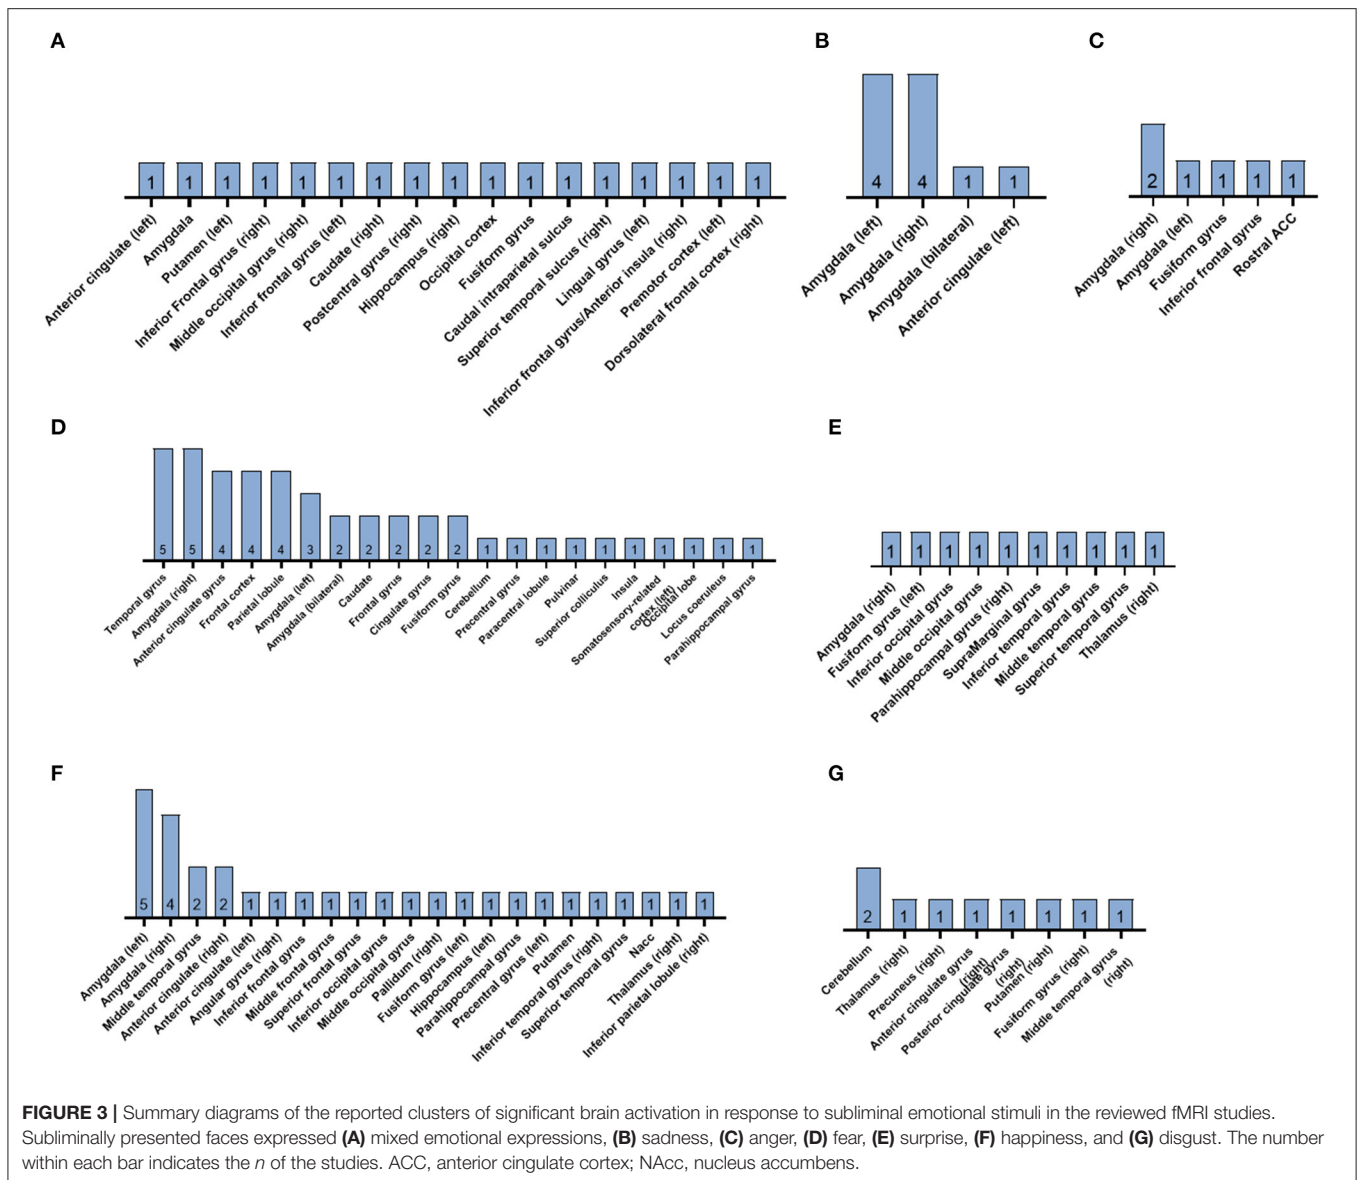 A
1 1 1 1 1 1 1 1 1 1 1 1 1 1 1 1 1
Anterior cingulate (left)
Amygdala
Putamen (left)
Inferior Frontal gyrus (right)
Middle occipital gyrus (right)
Inferior frontal gyrus (left)
Caudate (right)
Postcentral gyrus (right)
Hippocampus (right)
Occipital cortex
Fusiform gyrus
Caudal intraparietal sulcus
Superior temporal sulcus (right)
Lingual gyrus (left)
Inferior frontal gyrus/Anterior insula (right)
Premotor cortex (left)
Dorsolateral frontal cortex (right)
B
4 4 1 1
Amygdala (left)
Amygdala (right)
Amygdala (bilateral)
Anterior cingulate (left)
C
2 1 1 1 1
Amygdala (right)
Amygdala (left)
Fusiform gyrus
Inferior frontal gyrus
Rostral ACC
D
5 5 4 4 4 3 2 2 2 2 2 1 1 1 1 1 1 1 1 1 1
Temporal gyrus
Amygdala (right)
Anterior cingulate gyrus
Frontal cortex
Parietal lobule
Amygdala (left)
Amygdala (bilateral)
Caudate
Frontal gyrus
Cingulate gyrus
Fusiform gyrus
Cerebellum
Precentral grus
Paracentral lobule
Pulvinar
Superior colliculus
Insula
Somatosensory-related
cortex (left)
Occipital lobe
Locus coeruleus
Parahippocampal gyrus
E
1 1 1 1 1 1 1 1 1 1
Amygdala (right)
Fusiform gyrus (left)
Inferior occipital gyrus
Middle occipital gyrus
Parahippocampal gyrus (right)
SupraMarginal gyrus
Inferior temporal gyrus
Middle temporal gyrus
Superior temporal gyrus
Thalamus (right)
F
5 4 2 2 1 1 1 1 1 1 1 1 1 1 1 1 1 1 1 1 1 1
Amygdala (left)
Amygdala (right)
Middle temporal gyrus
Anterior cingulate (right)
Anterior cingulate (left)
Angular gyrus (right)
Inferior frontal gyrus
Middle frontal gyrus
Superior frontal gyrus
Inferior occipital gyrus
Middle occipital gyrus
Pallidum (right)
Fusiform gyrus (left)
Hippocampus (left)
Parahippocampal gyrus
Precentral gyrus (left)
Putamen
Inferior temporal gyrus (right)
Superior temporal gyrus
Nacc
Thalamus (right)
Inferior parietal lobule (right)
G
2 1 1 1 1 1 1 1
Cerebellum
Thalamus (right)
Precuneus (right)
Anterior cingulate gyrus
(right)
Posterior cingulate gyrus
(right)
Putamen (right)
Fusiform gyrus (right)
Middle temporal gyrus
(right)
FIGURE 3 | Summary diagrams of the reported clusters of significant brain activation in response to subliminal emotional stimuli in the reviewed fMRI studies.
Subliminally presented faces expressed (A) mixed emotional expressions, (B) sadness, (C) anger, (D) fear, (E) surprise, (F) happiness, and (G) disgust. The number
within each bar indicates the n of the studies. ACC, anterior cingulate cortex; NAcc, nucleus accumbens.